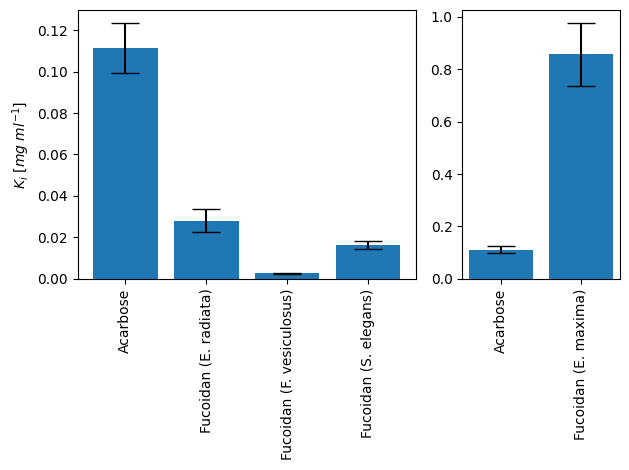 0.12
0.10
0.08
0.06
0.04
0.02
0.00
K_i [mg ml^{-1}]
Acarbose
Fucoidan (E. radiata)
Fucoidan (F. vesiculosus)
Fucoidan (S. elegans)
1.0
0.8
0.6
0.4
0.2
0.0
Acarbose
Fucoidan (E. maxima)